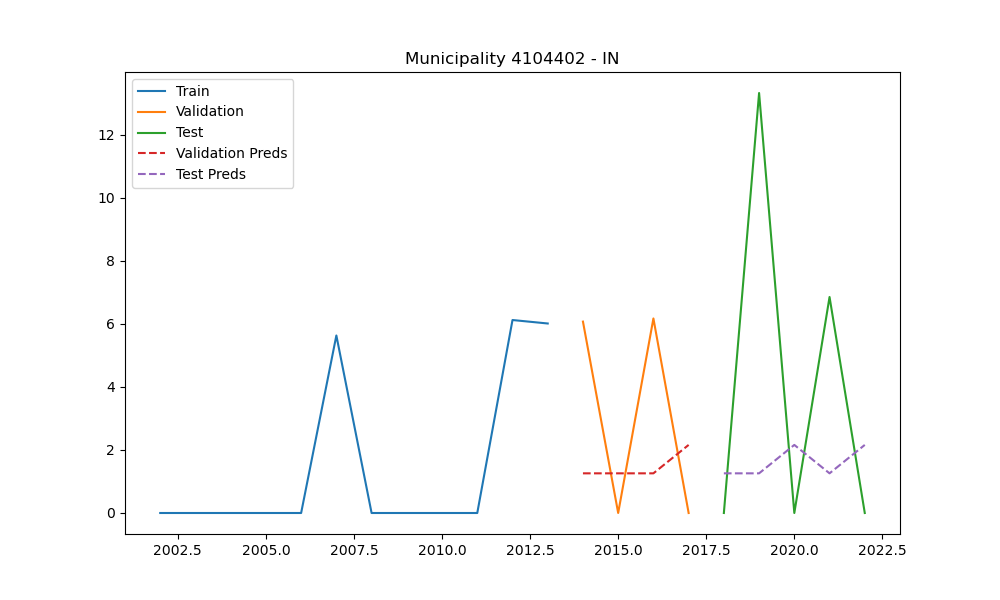 Municipality 4104402 - IN
Train
Validation
Test
Validation Preds
Test Preds
12
10
8
6
4
2
0
2002.5 2005.0 2007.5 2010.0 2012.5 2015.0 2017.5 2020.0 2022.5